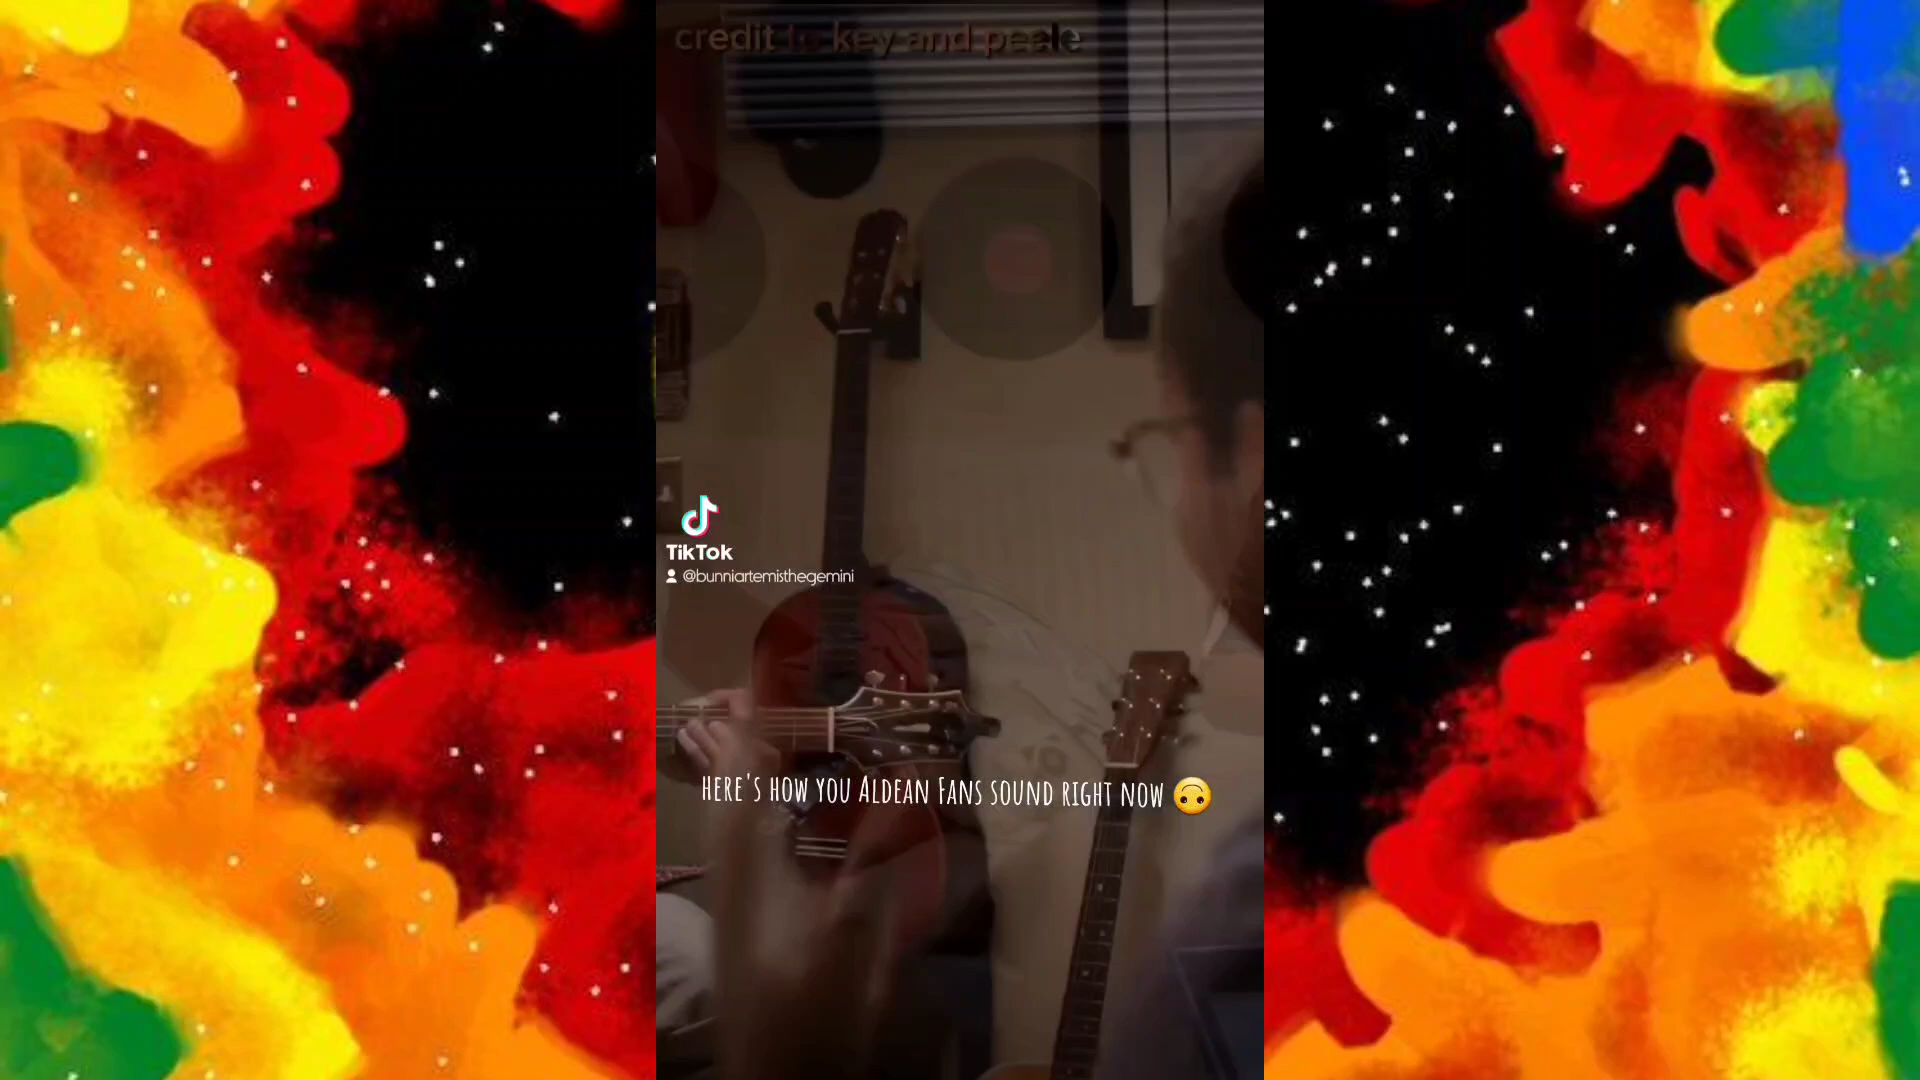 credit to key and peele
TikTok
@bunniartemisthegemini
HERE'S HOW YOU ALDEAN FANS SOUND RIGHT NOW 🙃